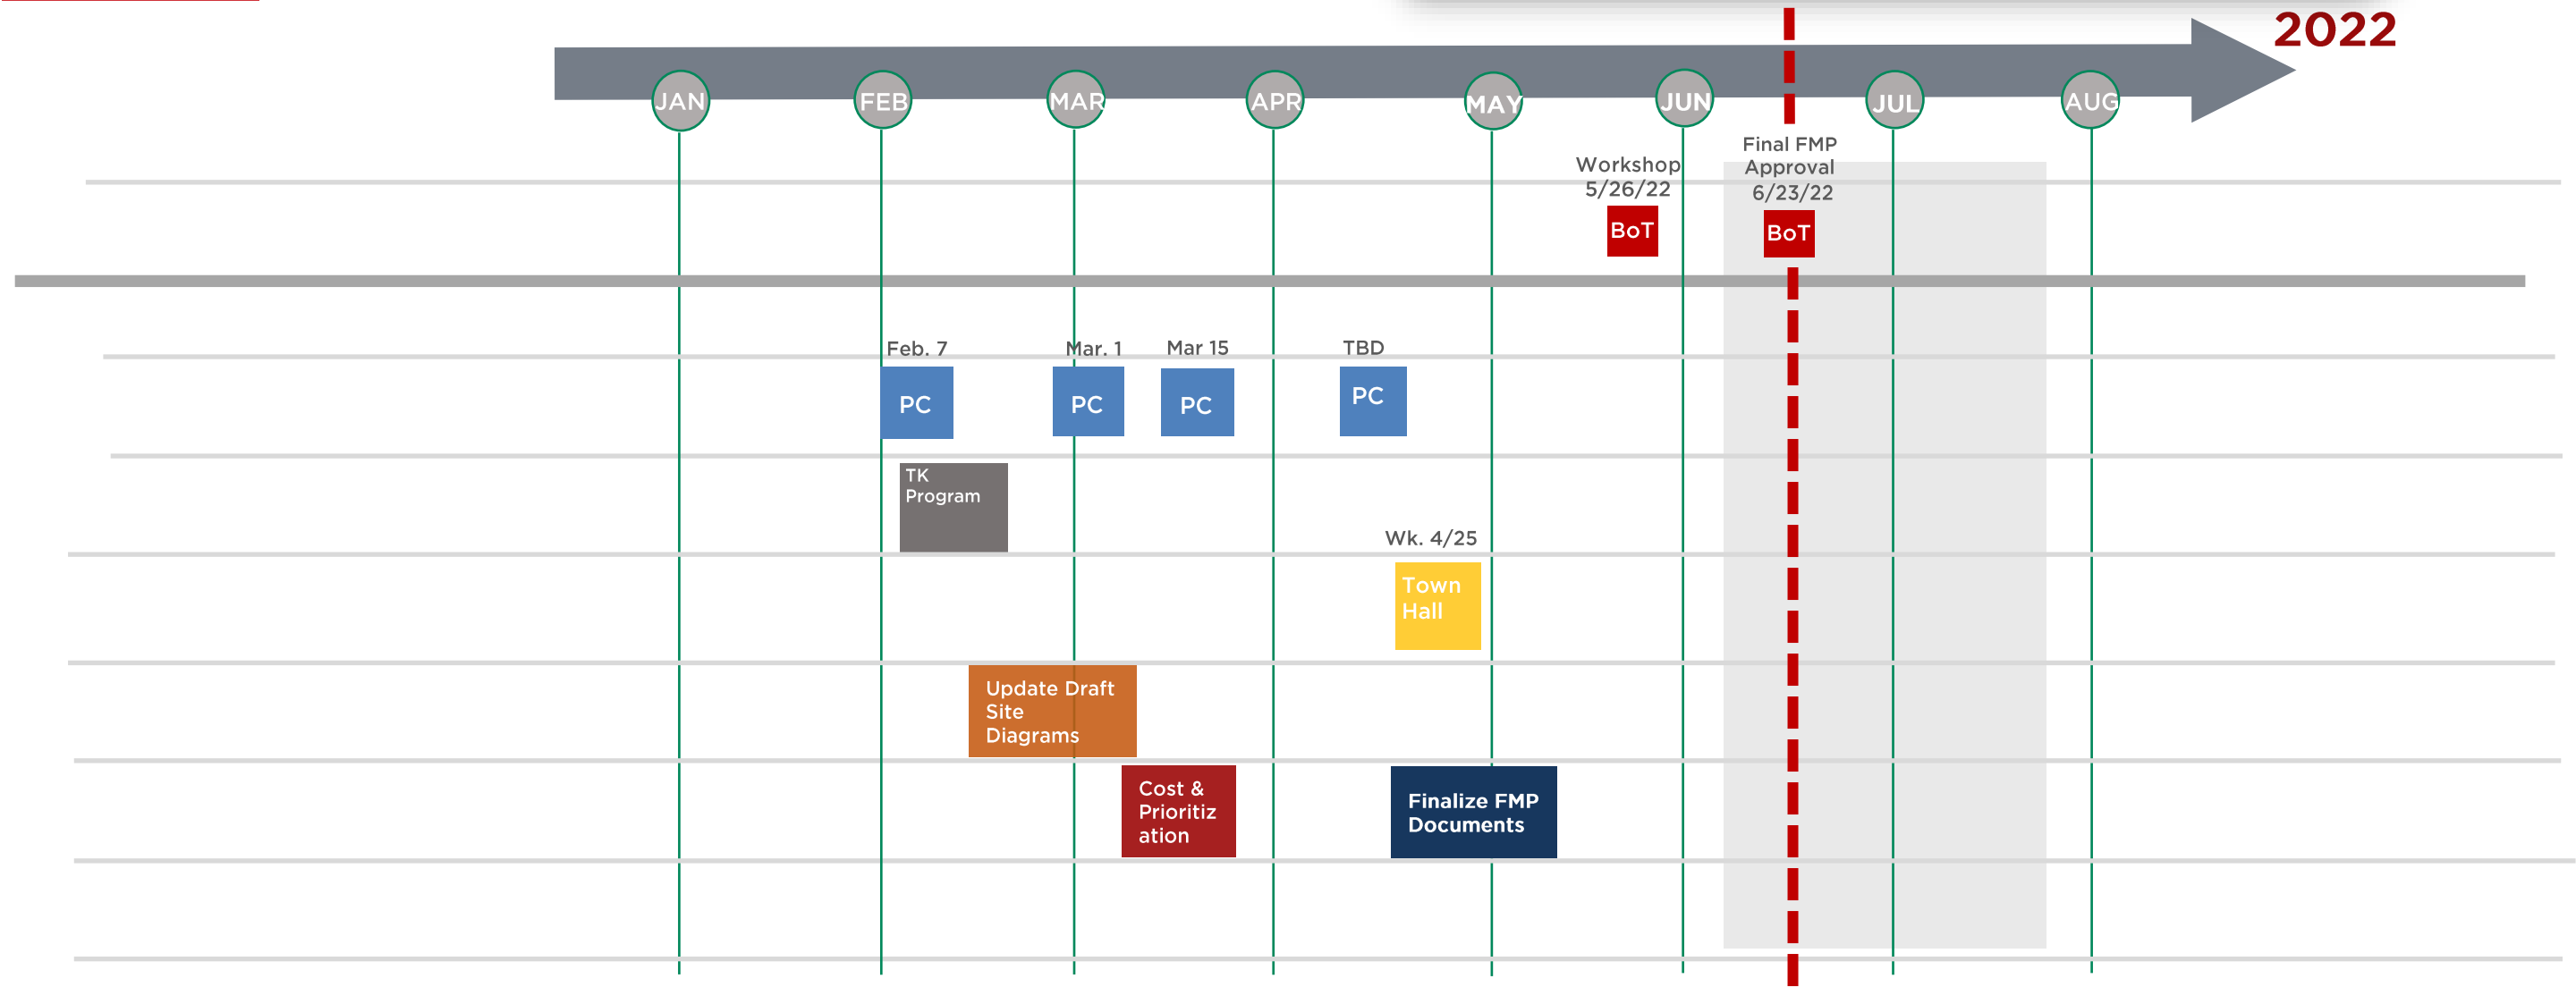 2022
JAN FEB MAR APR MAY JUN JUL AUG
Workshop
5/26/22
BoT
Final FMP
Approval
6/23/22
BoT
Feb. 7
PC
Mar. 1
PC
Mar 15
PC
TBD
PC
TK
Program
Wk. 4/25
Town
Hall
Update Draft
Site
Diagrams
Cost &
Prioritiz
ation
Finalize FMP
Documents